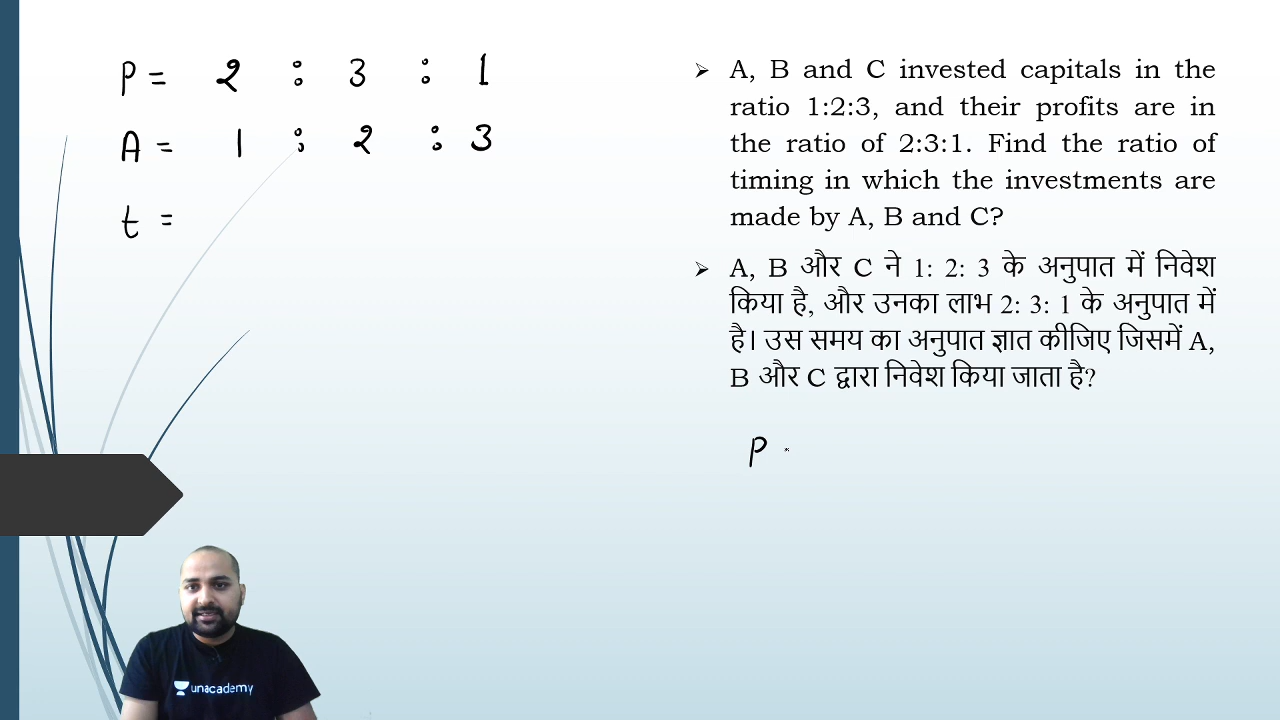 P = 2 : 3 : 1
A = 1 : 2 : 3
t =
A, B and C invested capitals in the
ratio 1:2:3, and their profits are in
the ratio of 2:3:1. Find the ratio of
timing in which the investments are
made by A, B and C?
A, B और C ने 1: 2: 3 के अनुपात में निवेश
किया है, और उनका लाभ 2: 3: 1 के अनुपात में
है। उस समय का अनुपात ज्ञात कीजिए जिसमें A,
B और C द्वारा निवेश किया जाता है?
P
unacademy